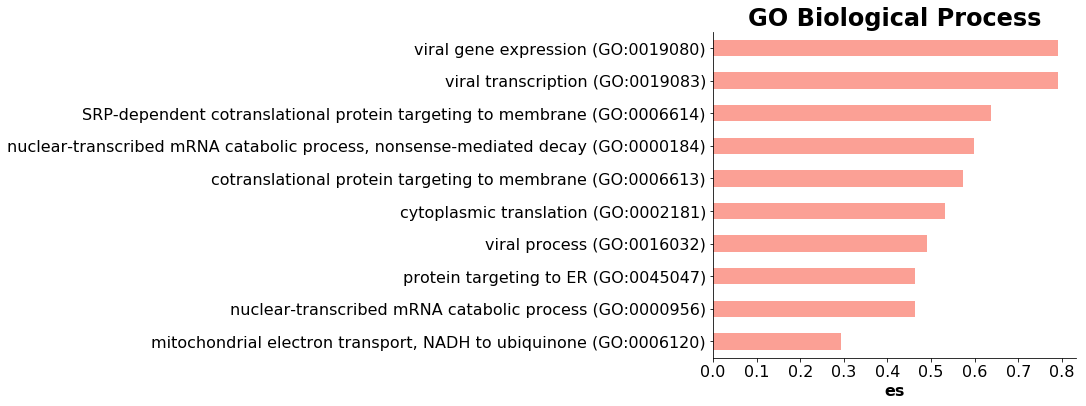 GO Biological Process
viral gene expression (GO:0019080)
viral transcription (GO:0019083)
SRP-dependent cotranslational protein targeting to membrane (GO:0006614)
nuclear-transcribed mRNA catabolic process, nonsense-mediated decay (GO:0000184)
cotranslational protein targeting to membrane (GO:0006613)
cytoplasmic translation (GO:0002181)
viral process (GO:0016032)
protein targeting to ER (GO:0045047)
nuclear-transcribed mRNA catabolic process (GO:0000956)
mitochondrial electron transport, NADH to ubiquinone (GO:0006120)
0.0 0.1 0.2 0.3 0.4 0.5 0.6 0.7 0.8
es